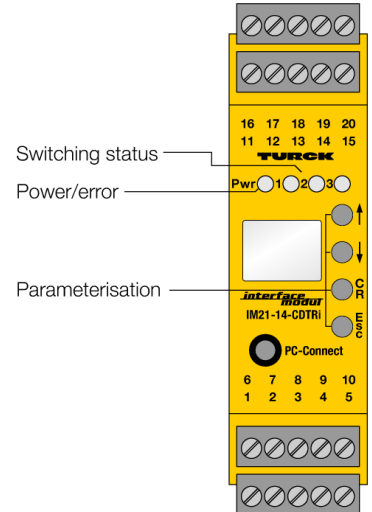 16 17 18 19 20
11 12 13 14 15
TURCK
Switching status
Pwr 1 2 3
Power/error
Parameterisation
CR
interface
modul
Esc
IM21-14-CDTRi
PC-Connect
6 7 8 9 10
1 2 3 4 5